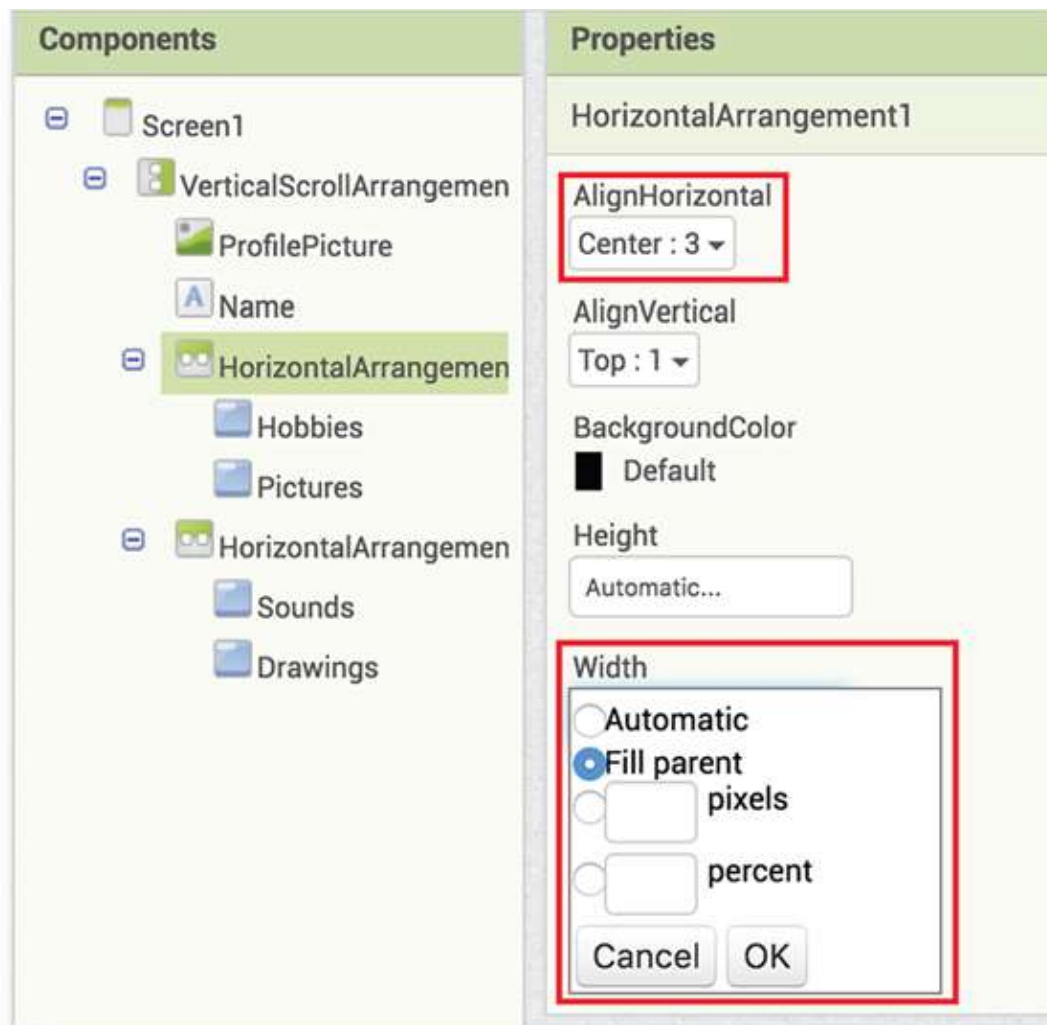 Components
Screen1
VerticalScrollArrangemen
ProfilePicture
A Name
HorizontalArrangemen
Hobbies
Pictures
HorizontalArrangemen
Sounds
Drawings
Properties
HorizontalArrangement1
AlignHorizontal
Center : 3
AlignVertical
Top : 1
BackgroundColor
Default
Height
Automatic...
Width
Automatic
Fill parent
pixels
percent
Cancel OK